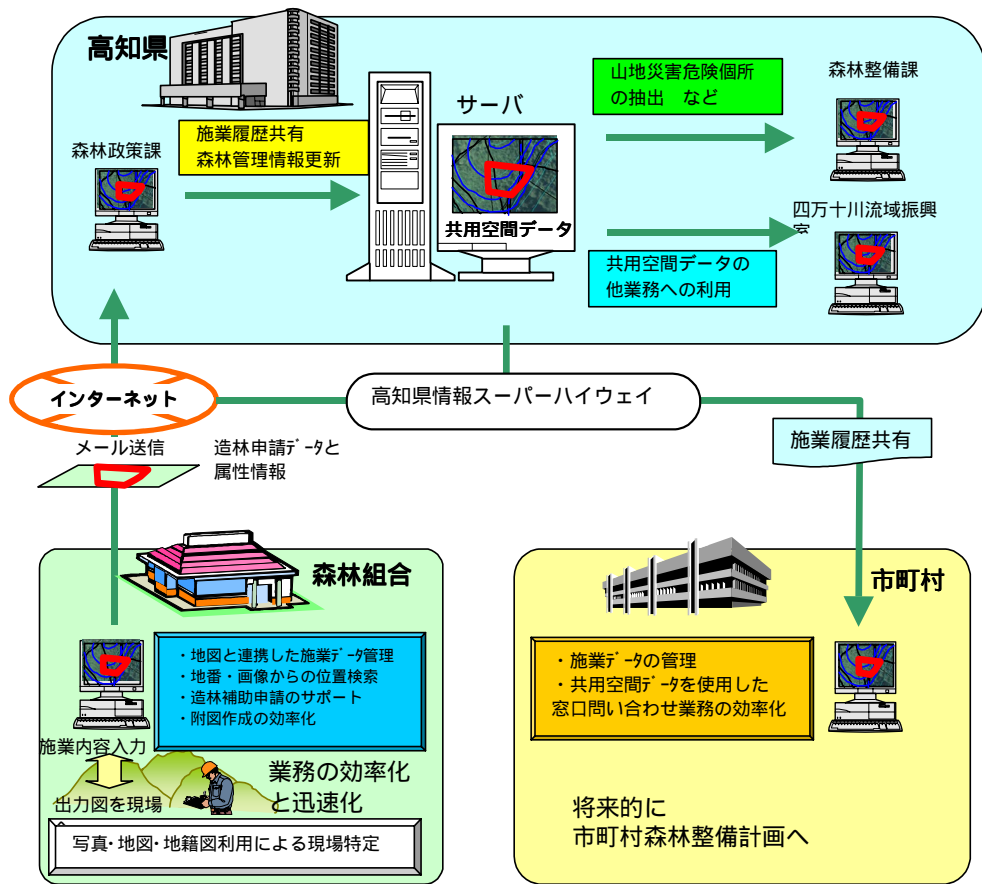 高知県
サーバ
山地災害危険個所
の抽出　など
森林整備課
施業履歴共有
森林管理情報更新
森林政策課
共用空間データ
四万十川流域振興
室
共用空間データの
他業務への利用
インターネット
高知県情報スーパーハイウェイ
メール送信
造林申請ﾃﾞｰﾀと
属性情報
施業履歴共有
森林組合
・地図と連携した施業ﾃﾞｰﾀ管理
・地番・画像からの位置検索
・造林補助申請のサポート
・附図作成の効率化
施業内容入力
出力図を現場
業務の効率化
と迅速化
写真・地図・地籍図利用による現場特定
市町村
・施業ﾃﾞｰﾀの管理
・共用空間ﾃﾞｰﾀを使用した
窓口問い合わせ業務の効率化
将来的に
市町村森林整備計画へ